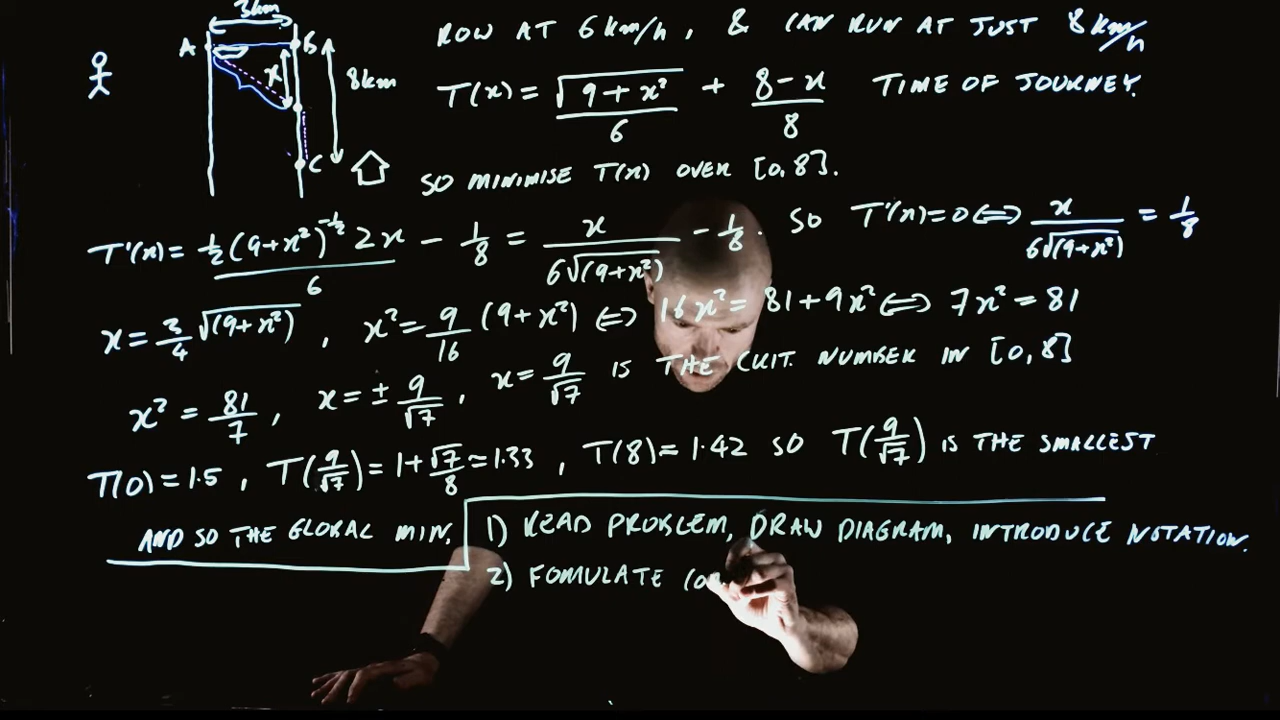 3km
A B
x
8km
C
ROW AT 6km/h, & CAN RUN AT JUST 8km/h
T(x) = √(9+x²)/6 + (8-x)/8 TIME OF JOURNEY.
SO MINIMISE T(x) OVER [0,8].
T'(x) = ½(9+x²)^(-½) 2x / 6 - 1/8 = x/(6√(9+x²)) - 1/8. SO T'(x)=0 ⟺ x/(6√(9+x²)) = 1/8
x = 3/4 √(9+x²), x² = 9/16 (9+x²) ⟺ 16x² = 81+9x² ⟺ 7x² = 81
x² = 81/7, x = ± 9/√7, x = 9/√7 IS THE CRIT. NUMBER IN [0,8]
T(0) = 1.5, T(9/√7) = 1+√7/8 ≈ 1.33, T(8) = 1.42 SO T(9/√7) IS THE SMALLEST
AND SO THE GLOBAL MIN.
1) READ PROBLEM, DRAW DIAGRAM, INTRODUCE NOTATION.
2) FOMULATE